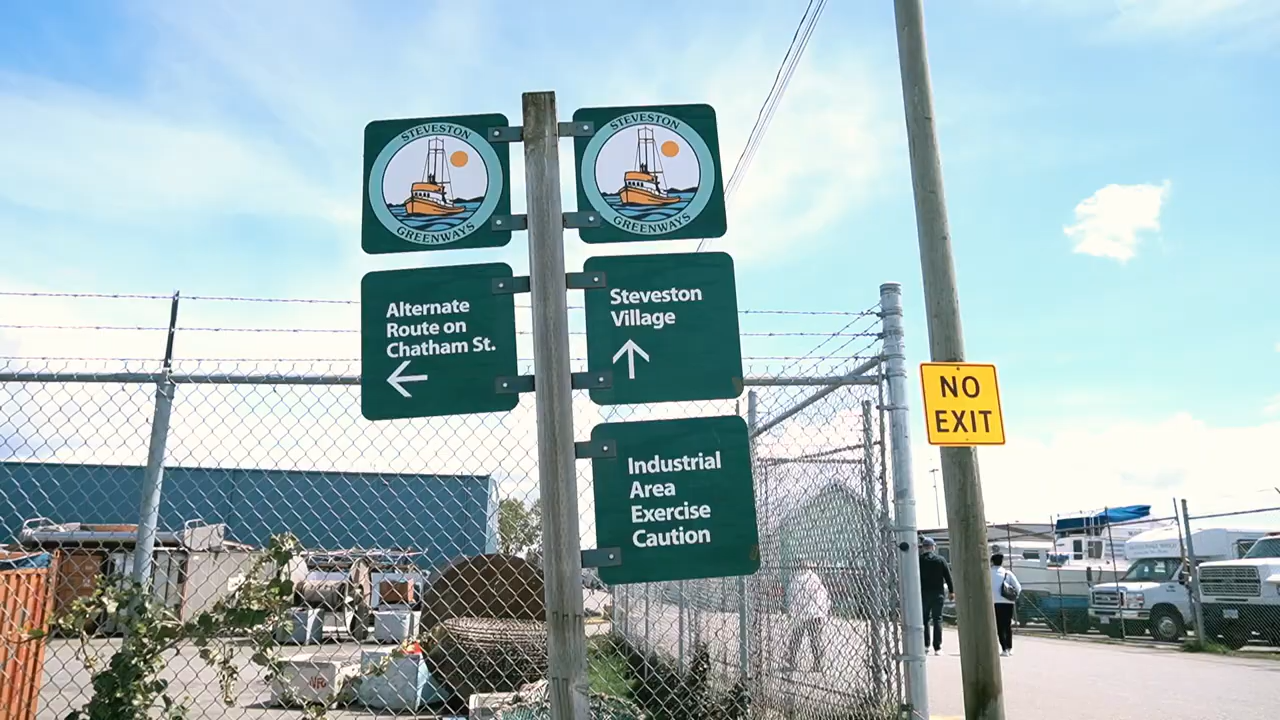 STEVESTON
GREENWAYS
STEVESTON
GREENWAYS
Alternate
Route on
Chatham St.
Steveston
Village
Industrial
Area
Exercise
Caution
NO
EXIT